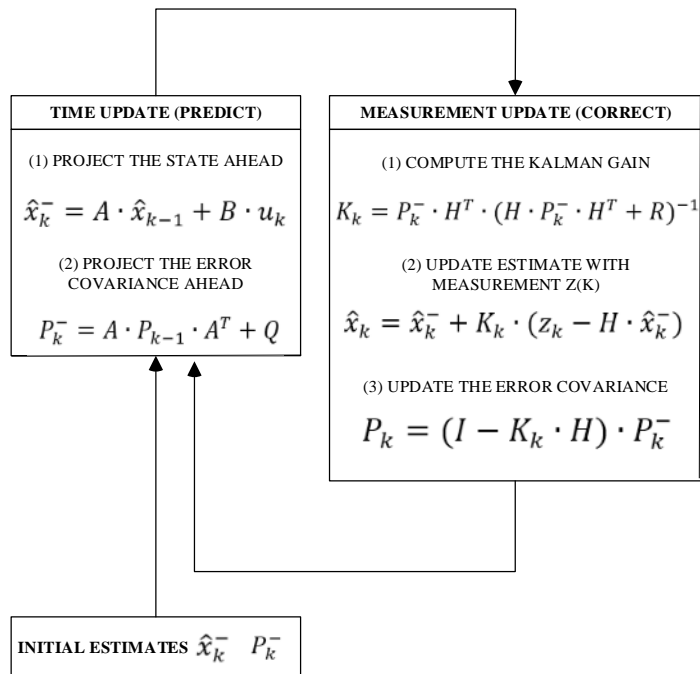 TIME UPDATE (PREDICT)
(1) PROJECT THE STATE AHEAD
x̂ₖ⁻ = A · x̂ₖ₋₁ + B · uₖ
(2) PROJECT THE ERROR
COVARIANCE AHEAD
Pₖ⁻ = A · Pₖ₋₁ · Aᵀ + Q
MEASUREMENT UPDATE (CORRECT)
(1) COMPUTE THE KALMAN GAIN
Kₖ = Pₖ⁻ · Hᵀ · (H · Pₖ⁻ · Hᵀ + R)⁻¹
(2) UPDATE ESTIMATE WITH
MEASUREMENT Z(K)
x̂ₖ = x̂ₖ⁻ + Kₖ · (zₖ − H · x̂ₖ⁻)
(3) UPDATE THE ERROR COVARIANCE
Pₖ = (I − Kₖ · H) · Pₖ⁻
INITIAL ESTIMATES x̂ₖ⁻ Pₖ⁻